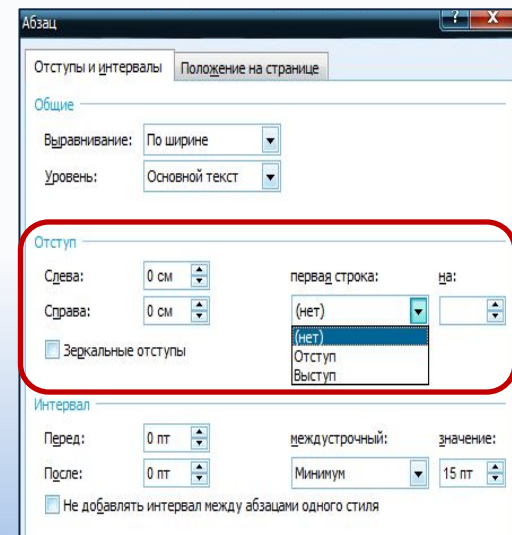 Абзац ? X
Отступы и интервалы Положение на странице
Общие
Выравнивание: По ширине
Уровень: Основной текст
Отступ
Слева: 0 см первая строка: на:
Справа: 0 см (нет)
(нет)
Зеркальные отступы Отступ
Выступ
Интервал
Перед: 0 пт междустрочный: значение:
После: 0 пт Минимум 15 пт
Не добавлять интервал между абзацами одного стиля